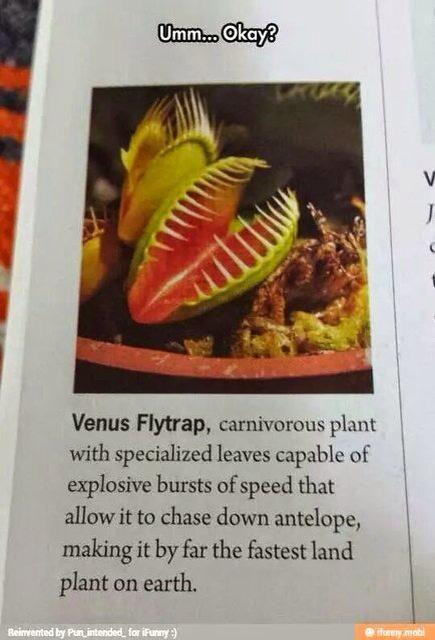 Umm... Okay?
Venus Flytrap, carnivorous plant
with specialized leaves capable of
explosive bursts of speed that
allow it to chase down antelope,
making it by far the fastest land
plant on earth.
V
J
Reinvented by Pun_intended_ for iFunny :)
ifunny.mobi